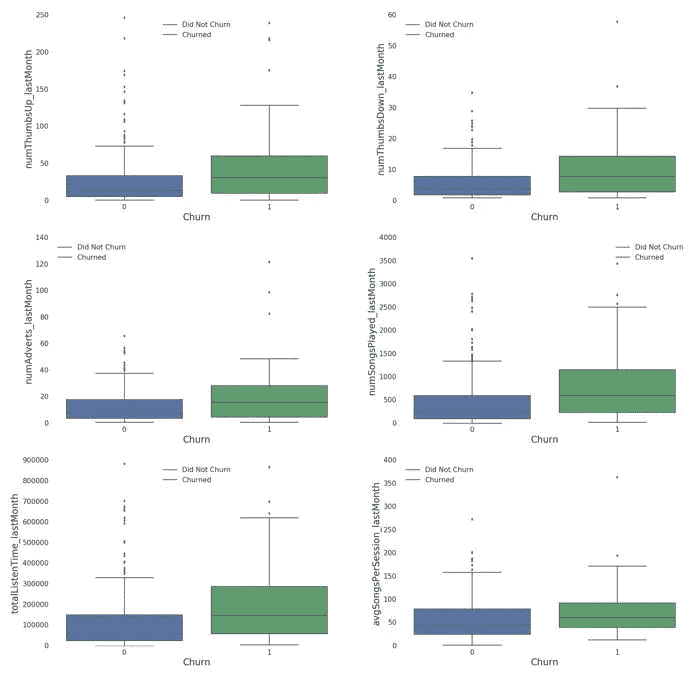 250
200
150
100
50
0
numThumbsUp_lastMonth
Did Not Churn
Churned
0 1
Churn
60
50
40
30
20
10
0
numThumbsDown_lastMonth
Did Not Churn
Churned
0 1
Churn
140
120
100
80
60
40
20
0
numAdverts_lastMonth
Did Not Churn
Churned
0 1
Churn
4000
3500
3000
2500
2000
1500
1000
500
0
numSongsPlayed_lastMonth
Did Not Churn
Churned
0 1
Churn
900000
800000
700000
600000
500000
400000
300000
200000
100000
0
totalListenTime_lastMonth
Did Not Churn
Churned
0 1
Churn
400
350
300
250
200
150
100
50
0
avgSongsPerSession_lastMonth
Did Not Churn
Churned
0 1
Churn